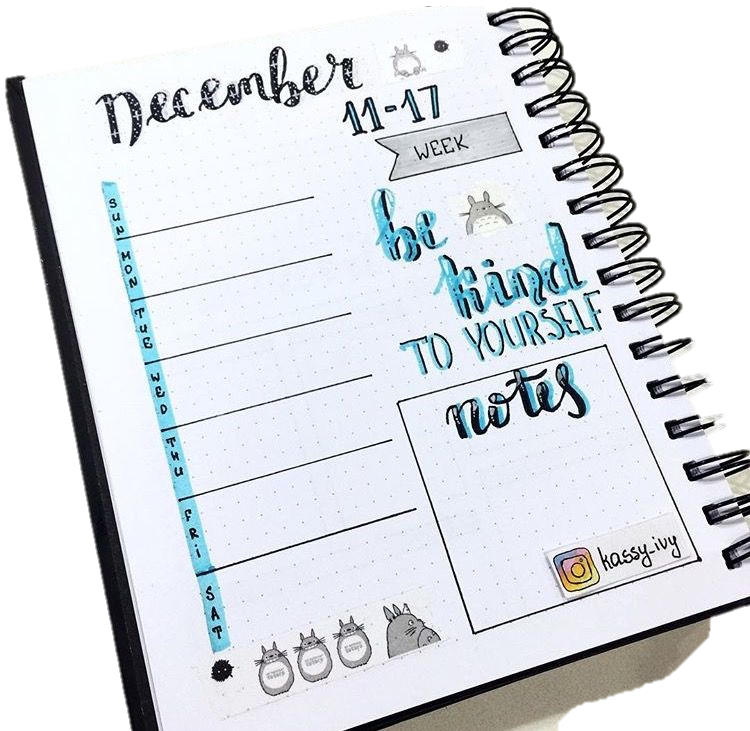 December
11-17
WEEK
be
kind
TO YOURSELF
SUN
MON
TUE
WED
THU
FRI
SAT
notes
kassy-ivy